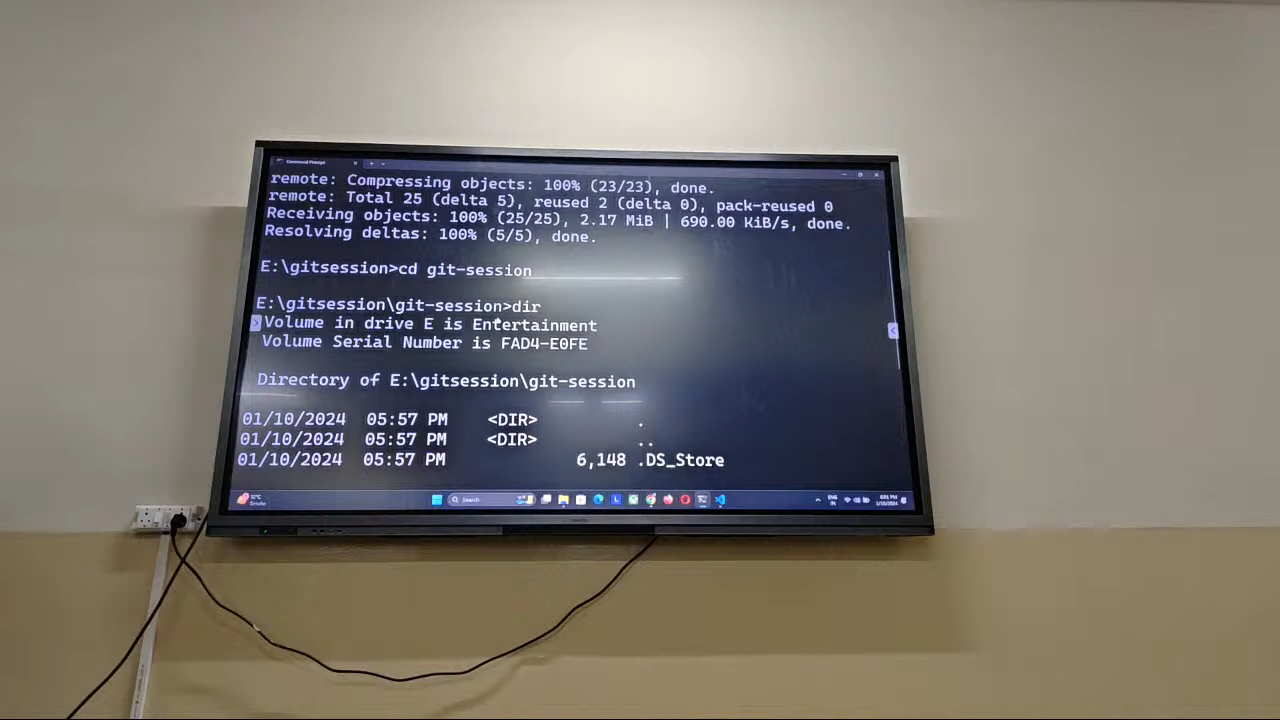 Command Prompt
remote: Compressing objects: 100% (23/23), done.
remote: Total 25 (delta 5), reused 2 (delta 0), pack-reused 0
Receiving objects: 100% (25/25), 2.17 MiB | 690.00 KiB/s, done.
Resolving deltas: 100% (5/5), done.
E:\gitsession>cd git-session
E:\gitsession\git-session>dir
Volume in drive E is Entertainment
Volume Serial Number is FAD4-E0FE
Directory of E:\gitsession\git-session
01/10/2024 05:57 PM <DIR> .
01/10/2024 05:57 PM <DIR> ..
01/10/2024 05:57 PM 6,148 .DS_Store
Search
ENG
IN